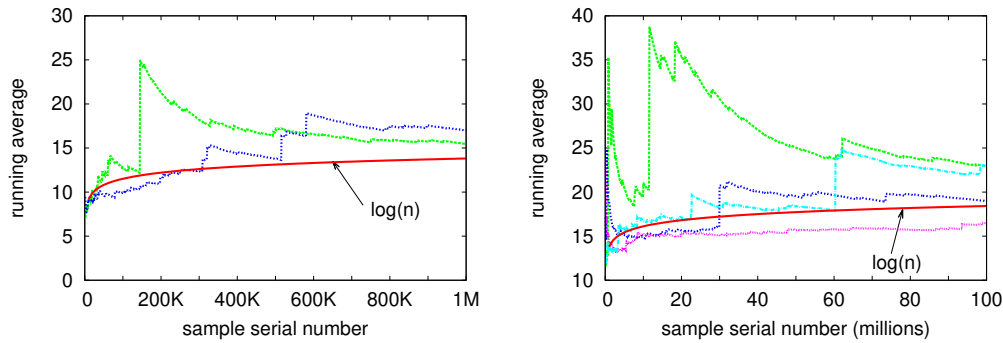 30
25
20
15
10
5
0
running average
log(n)
0 200K 400K 600K 800K 1M
sample serial number
40
35
30
25
20
15
10
running average
log(n)
0 20 40 60 80 100
sample serial number (millions)